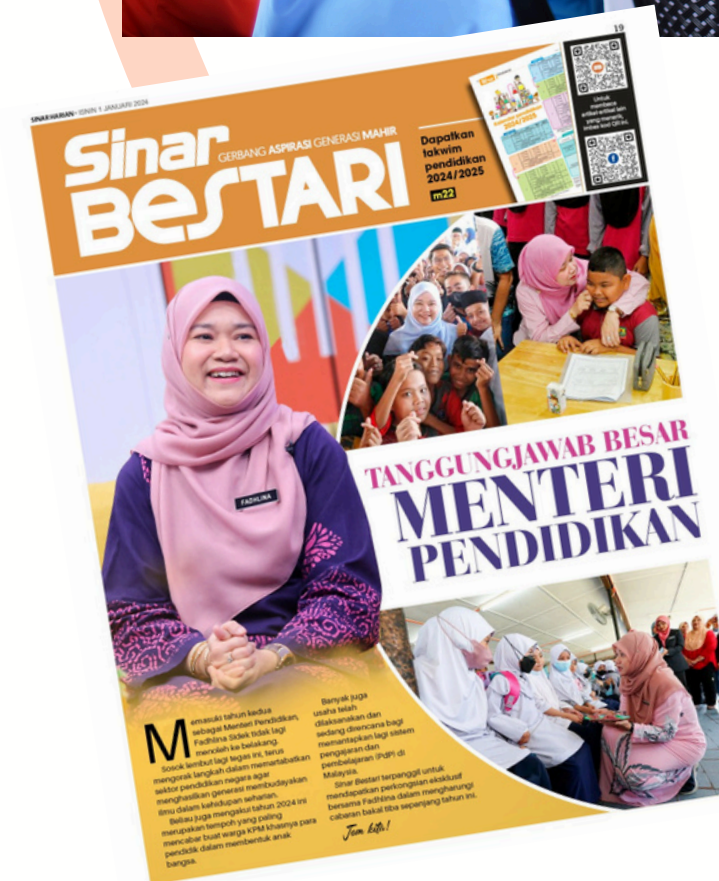 19
SINAR HARIAN • ISNIN 1 JANUARI 2024
Sinar
BESTARI
GERBANG ASPIRASI GENERASI MAHIR
Dapatkan
takwim
pendidikan
2024/2025
m22
Untuk
membaca
artikel-artikel lain
yang menarik,
imbas kod QR ini.
FADHLINA
TANGGUNGJAWAB BESAR
MENTERI
PENDIDIKAN
Memasuki tahun kedua
sebagai Menteri Pendidikan,
Fadhlina Sidek tidak lagi
menoleh ke belakang.
Sosok lembut lagi tegas ini, terus
mengorak langkah dalam memartabatkan
sektor pendidikan negara agar
menghasilkan generasi membudayakan
ilmu dalam kehidupan seharian.
Beliau juga mengakui tahun 2024 ini
merupakan tempoh yang paling
mencabar buat warga KPM khasnya para
pendidik dalam membentuk anak
bangsa.
Banyak juga
usaha telah
dilaksanakan dan
sedang direncana bagi
memantapkan lagi sistem
pengajaran dan
pembelajaran (PdP) di
Malaysia.
Sinar Bestari terpanggil untuk
mendapatkan perkongsian eksklusif
bersama Fadhlina dalam mengharungi
cabaran bakal tiba sepanjang tahun ini.
Jom kita!